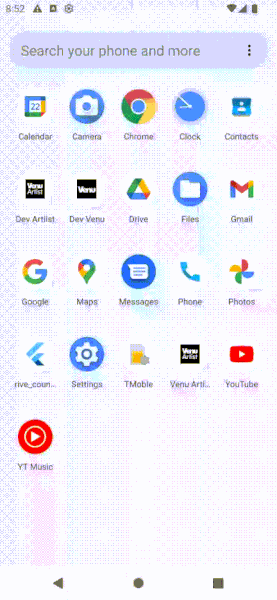 8:52
Search your phone and more
22
Calendar
Camera
Chrome
Clock
Contacts
Venu
Artist
Venu
Dev Artist
Dev Venu
Drive
Files
Gmail
Google
Maps
Messages
Phone
Photos
Venu
Artist
rive_coun...
Settings
TMoble
Venu Arti...
YouTube
YT Music